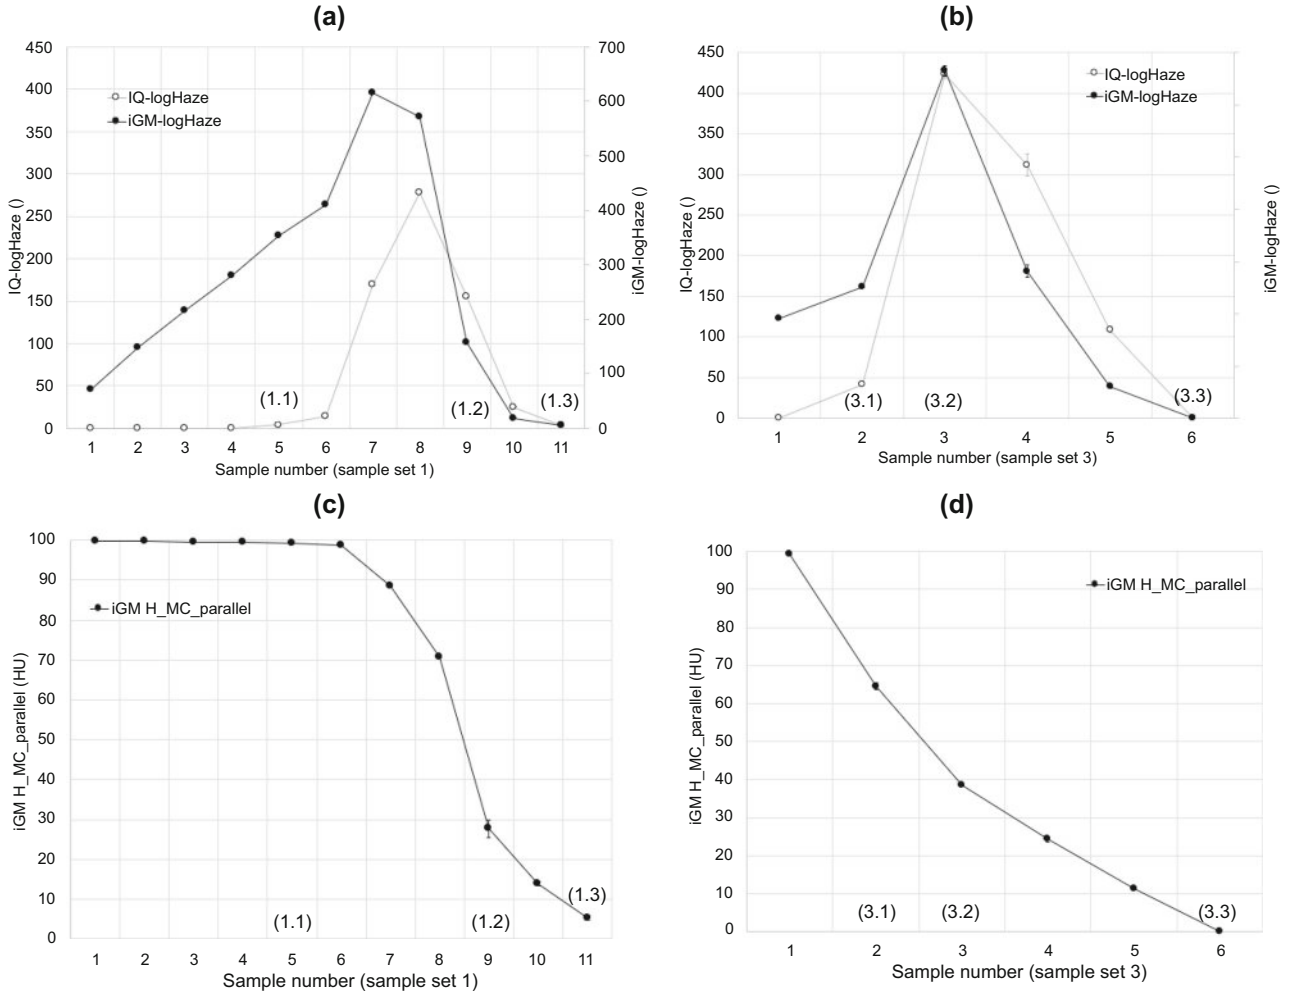 (a)
450
400
350
300
250
200
150
100
50
0
IQ-logHaze ()
700
600
500
400
300
200
100
0
iGM-logHaze ()
IQ-logHaze
iGM-logHaze
(1.1)
(1.2)
(1.3)
1 2 3 4 5 6 7 8 9 10 11
Sample number (sample set 1)
(b)
450
400
350
300
250
200
150
100
50
0
IQ-logHaze ()
iGM-logHaze ()
IQ-logHaze
iGM-logHaze
(3.1)
(3.2)
(3.3)
1 2 3 4 5 6
Sample number (sample set 3)
(c)
100
90
80
70
60
50
40
30
20
10
0
iGM H_MC_parallel (HU)
iGM H_MC_parallel
(1.1)
(1.2)
(1.3)
1 2 3 4 5 6 7 8 9 10 11
Sample number (sample set 1)
(d)
100
90
80
70
60
50
40
30
20
10
0
iGM H_MC_parallel (HU)
iGM H_MC_parallel
(3.1)
(3.2)
(3.3)
1 2 3 4 5 6
Sample number (sample set 3)